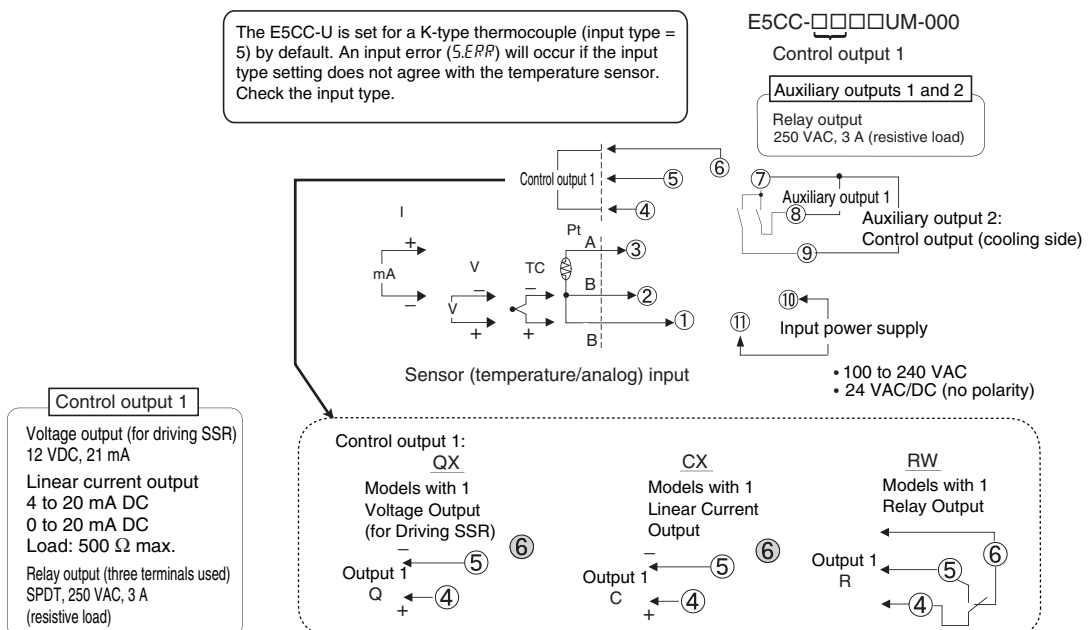 The E5CC-U is set for a K-type thermocouple (input type =
5) by default. An input error (S.ERR) will occur if the input
type setting does not agree with the temperature sensor.
Check the input type.
E5CC-□□□□UM-000
Control output 1
Auxiliary outputs 1 and 2
Relay output
250 VAC, 3 A (resistive load)
Control output 1
⑥
⑤
④
⑦
Auxiliary output 1
⑧
Auxiliary output 2:
Control output (cooling side)
⑨
I
+
mA
−
V
−
V
+
TC
−
+
Pt
A
③
B
②
①
B
⑩
⑪
Input power supply
• 100 to 240 VAC
• 24 VAC/DC (no polarity)
Sensor (temperature/analog) input
Control output 1
Voltage output (for driving SSR)
12 VDC, 21 mA
Linear current output
4 to 20 mA DC
0 to 20 mA DC
Load: 500 Ω max.
Relay output (three terminals used)
SPDT, 250 VAC, 3 A
(resistive load)
Control output 1:
QX
Models with 1
Voltage Output
(for Driving SSR)
⑥
−
⑤
Output 1
Q
④
+
CX
Models with 1
Linear Current
Output
⑥
−
⑤
Output 1
C
④
+
RW
Models with 1
Relay Output
⑥
Output 1
⑤
R
④